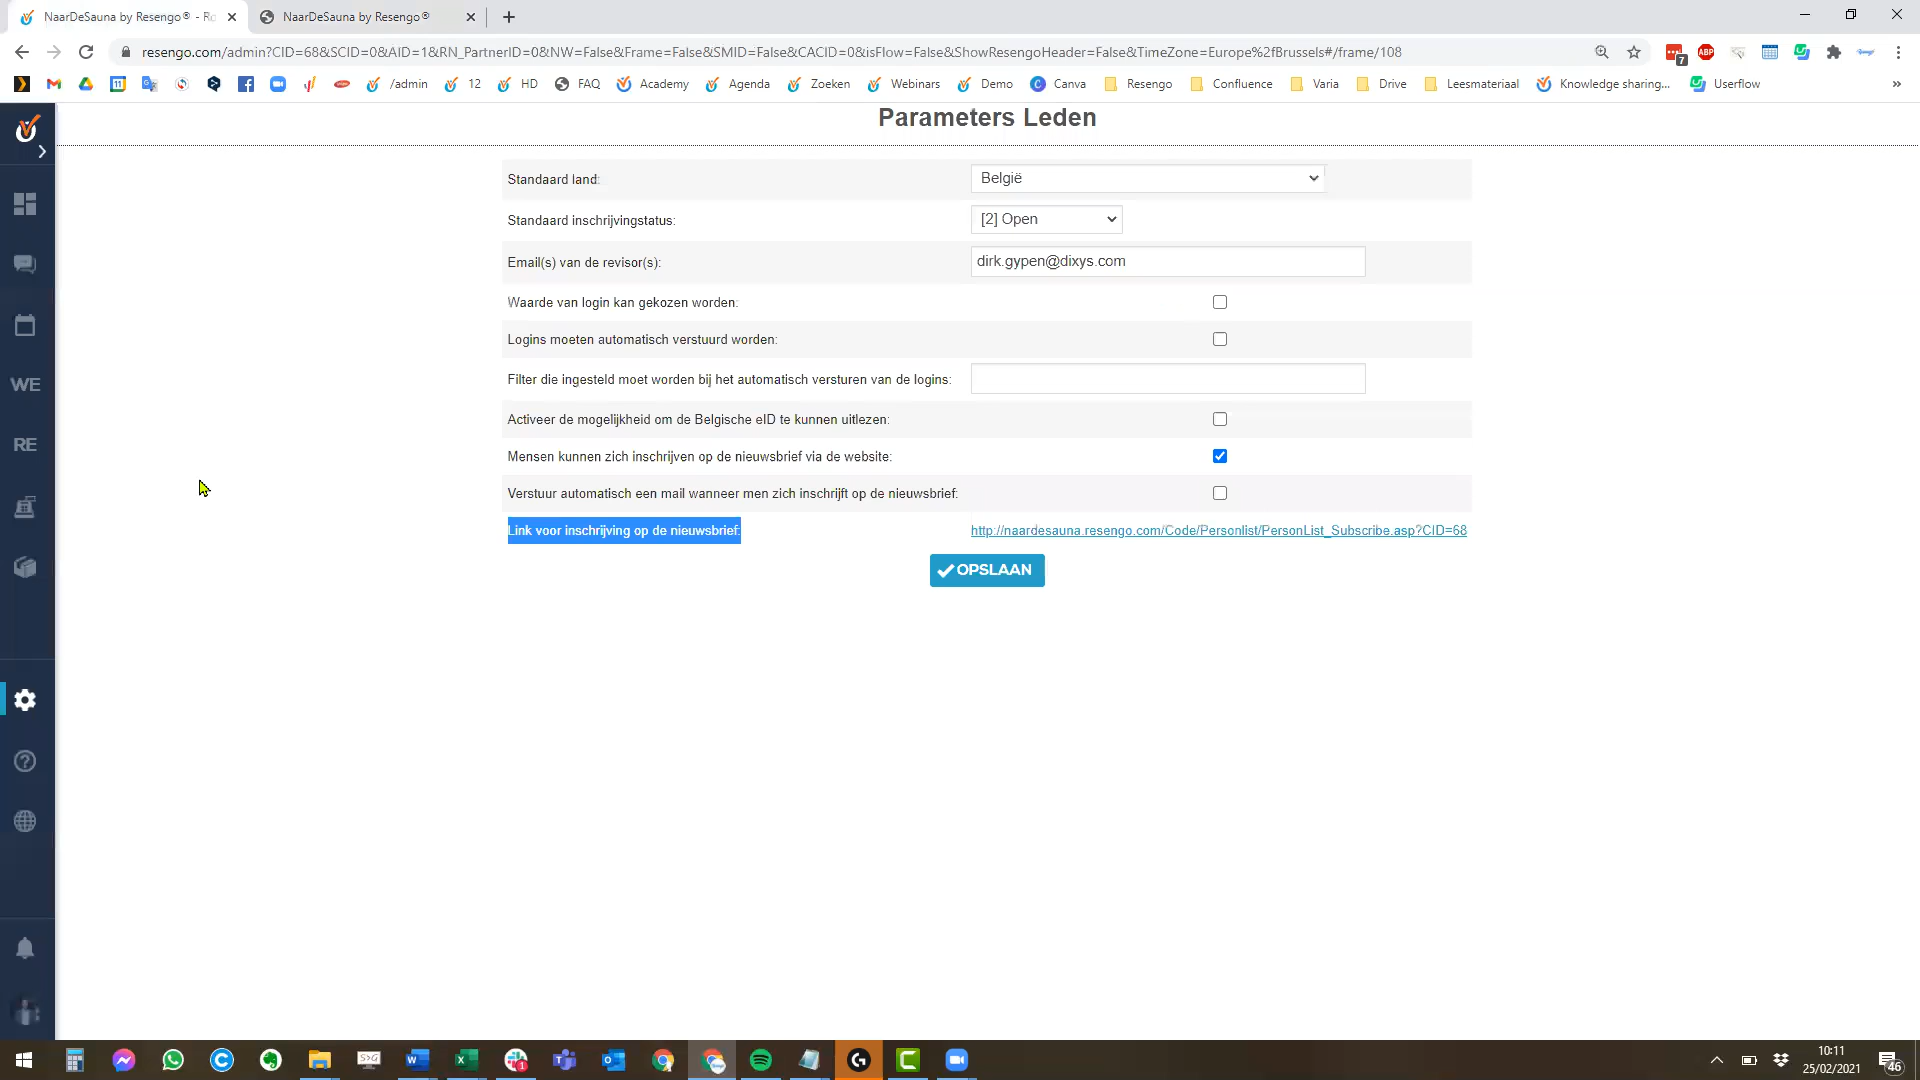 NaarDeSauna by Resengo® - Ro
NaarDeSauna by Resengo®
resengo.com/admin?CID=68&SCID=0&AID=1&RN_PartnerID=0&NW=False&Frame=False&SMID=False&CACID=0&isFlow=False&ShowResengoHeader=False&TimeZone=Europe%2fBrussels#/frame/108
7
ABP
/admin
12
HD
FAQ
Academy
Agenda
Zoeken
Webinars
Demo
Canva
Resengo
Confluence
Varia
Drive
Leesmateriaal
Knowledge sharing...
Userflow
»
Parameters Leden
Standaard land:
België
Standaard inschrijvingstatus:
[2] Open
Email(s) van de revisor(s):
dirk.gypen@dixys.com
Waarde van login kan gekozen worden:
Logins moeten automatisch verstuurd worden:
Filter die ingesteld moet worden bij het automatisch versturen van de logins:
WE
Activeer de mogelijkheid om de Belgische eID te kunnen uitlezen:
RE
Mensen kunnen zich inschrijven op de nieuwsbrief via de website:
Verstuur automatisch een mail wanneer men zich inschrijft op de nieuwsbrief:
Link voor inschrijving op de nieuwsbrief:
http://naardesauna.resengo.com/Code/Personlist/PersonList_Subscribe.asp?CID=68
OPSLAAN
10:11
25/02/2021
46